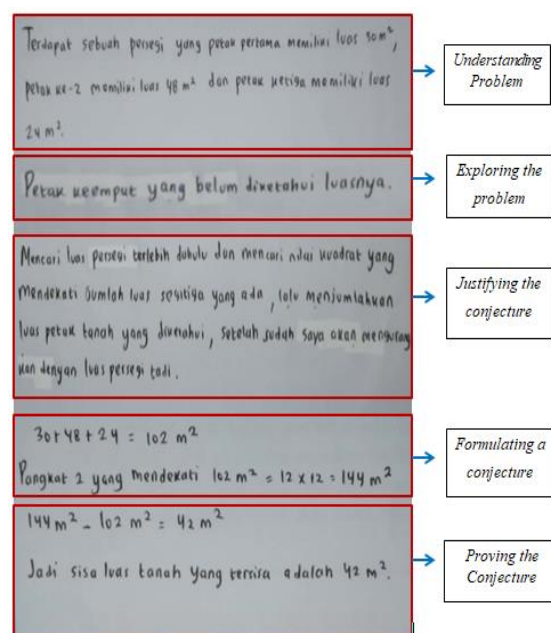 Terdapat sebuah persegi yang petak pertama memiliki luas 30 m²,
petak ke-2 memiliki luas 48 m² dan petak ketiga memiliki luas
24 m².
Understanding
Problem
Petak keempat yang belum diketahui luasnya.
Exploring the
problem
Mencari luas persegi terlebih dahulu dan mencari nilai kuadrat yang
mendekati Jumlah luas segitiga yang ada, lalu menjumlahkan
luas petak tanah yang diketahui, setelah sudah saya akan mengurang
kan dengan luas persegi tadi.
Justifying the
conjecture
30 + 48 + 24 = 102 m²
Pangkat 2 yang mendekati 102 m² = 12 x 12 = 144 m²
Formulating a
conjecture
144 m² - 102 m² = 42 m²
Jadi sisa luas tanah yang tersisa adalah 42 m².
Proving the
Conjecture